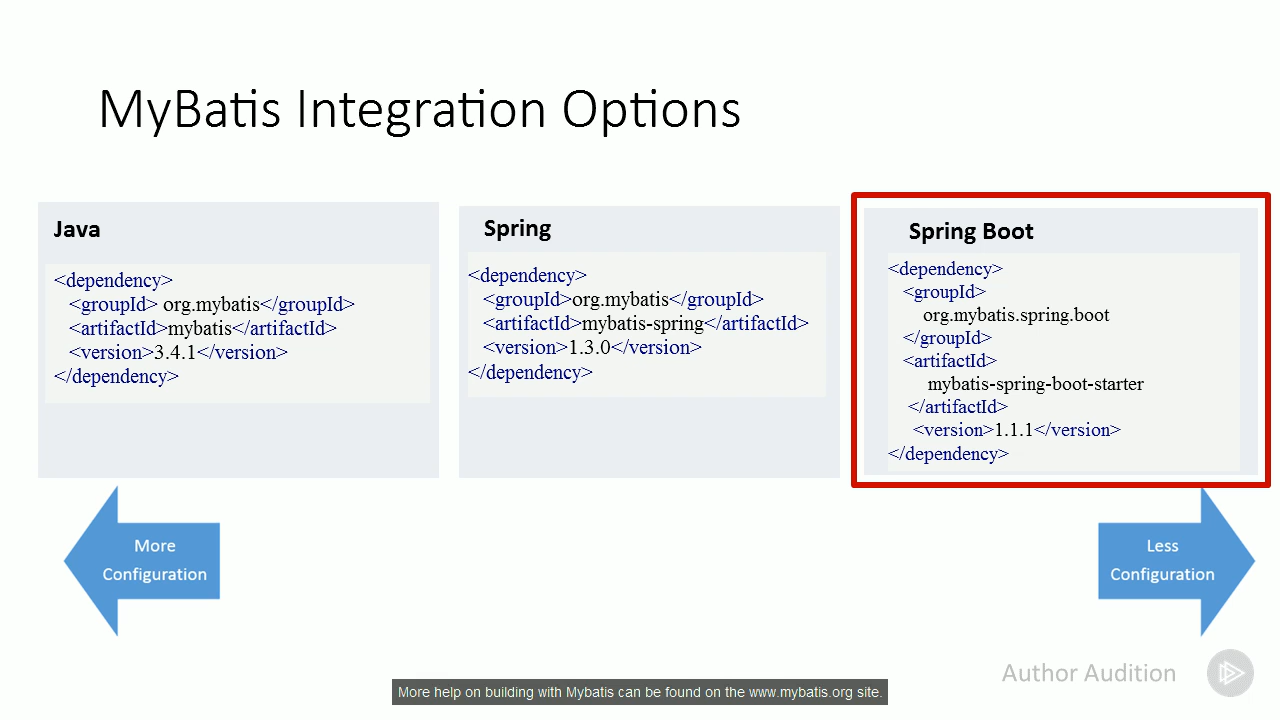 MyBatis Integration Options
Java
<dependency>
<groupId> org.mybatis</groupId>
<artifactId>mybatis</artifactId>
<version>3.4.1</version>
</dependency>
Spring
<dependency>
<groupId>org.mybatis</groupId>
<artifactId>mybatis-spring</artifactId>
<version>1.3.0</version>
</dependency>
Spring Boot
<dependency>
<groupId>
org.mybatis.spring.boot
</groupId>
<artifactId>
mybatis-spring-boot-starter
</artifactId>
<version>1.1.1</version>
</dependency>
More
Configuration
Less
Configuration
Author Audition
More help on building with Mybatis can be found on the www.mybatis.org site.